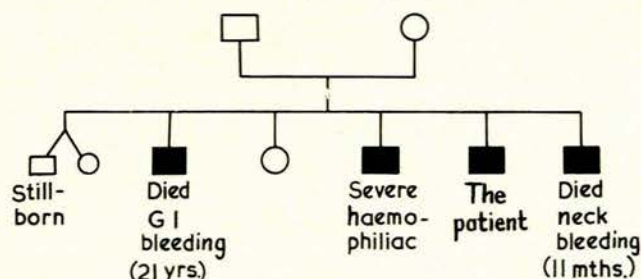 Still-
born
Died
G I
bleeding
(21 yrs.)
Severe
haemo-
philiac
The
patient
Died
neck
bleeding
(11 mths.)